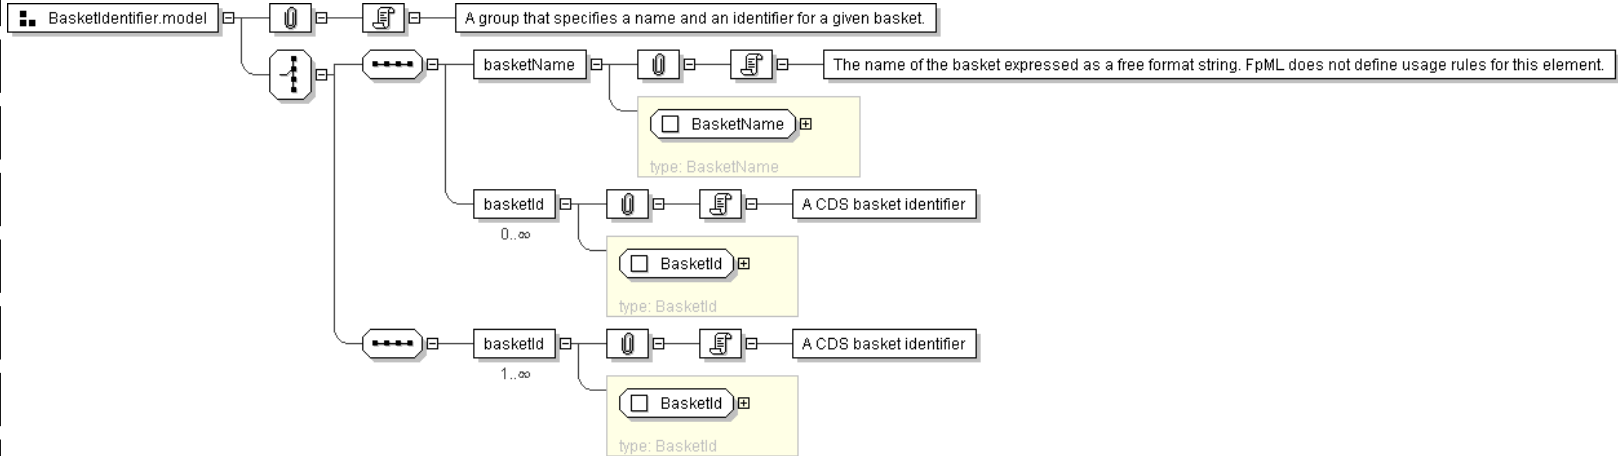 BasketIdentifier.model
A group that specifies a name and an identifier for a given basket.
basketName
The name of the basket expressed as a free format string. FpML does not define usage rules for this element.
BasketName
type: BasketName
basketId
A CDS basket identifier
0..∞
BasketId
type: BasketId
basketId
A CDS basket identifier
1..∞
BasketId
type: BasketId